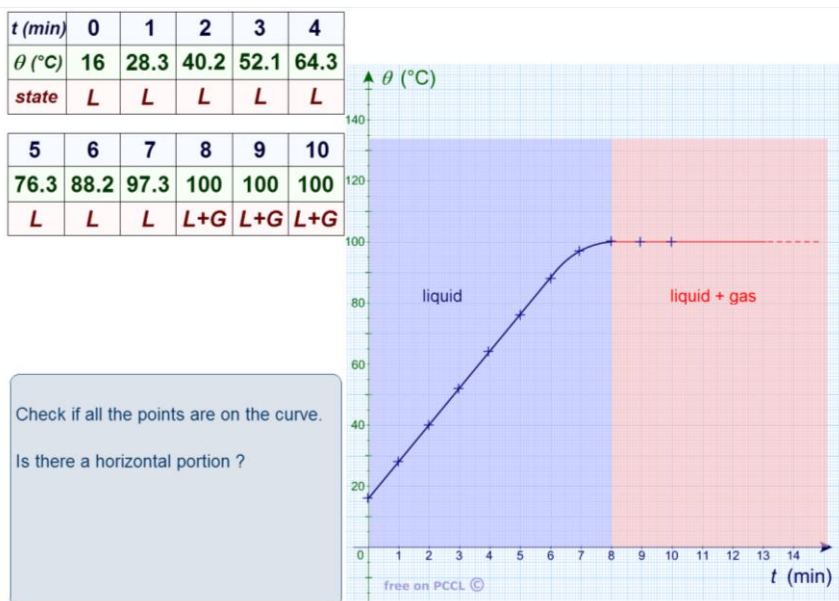 t (min) 0 1 2 3 4
θ (°C) 16 28.3 40.2 52.1 64.3
state L L L L L
5 6 7 8 9 10
76.3 88.2 97.3 100 100 100
L L L L+G L+G L+G
Check if all the points are on the curve.
Is there a horizontal portion ?
θ (°C)
140
120
100
80
60
40
20
liquid
liquid + gas
0 1 2 3 4 5 6 7 8 9 10 11 12 13 14
t (min)
free on PCCL ©